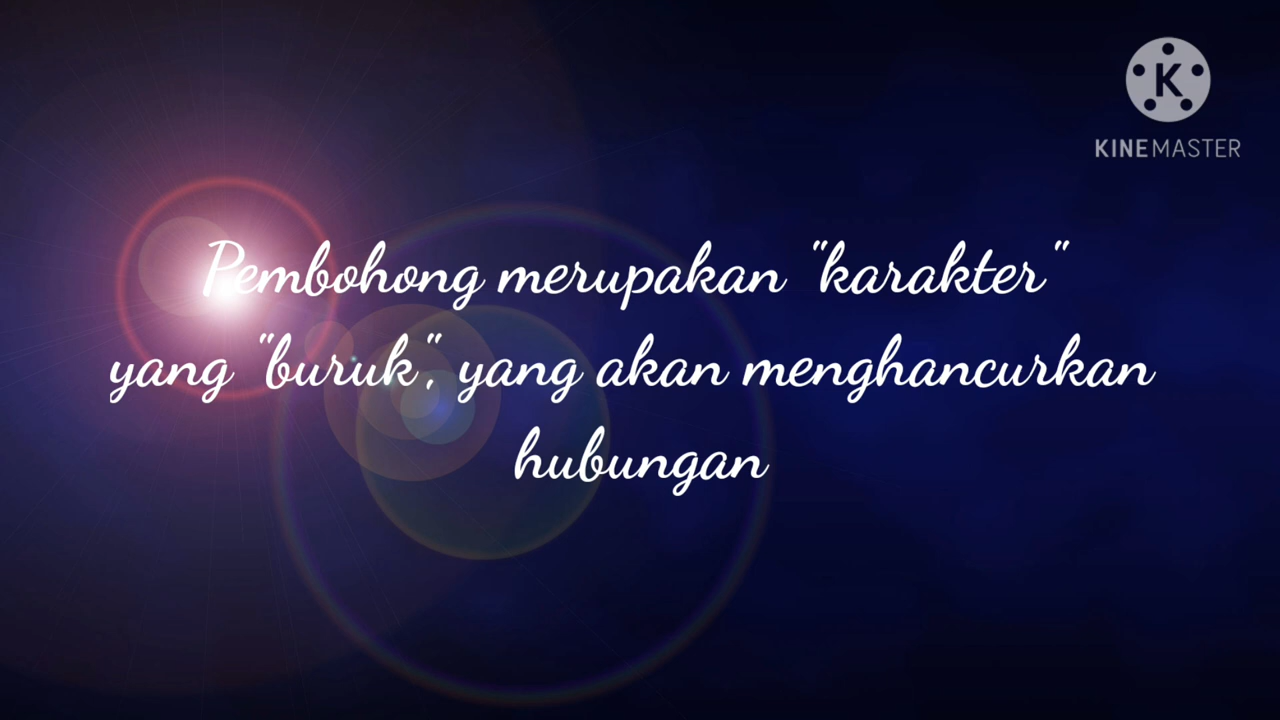 K
KINEMASTER
Pembohong merupakan "karakter"
yang "buruk", yang akan menghancurkan
hubungan